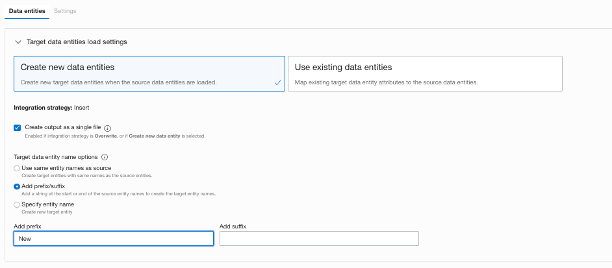 Data entities Settings
Target data entities load settings
Create new data entities
Create new target data entities when the source data entities are loaded.
Use existing data entities
Map existing target data entity attributes to the source data entities.
Integration strategy: Insert
Create output as a single file
Enabled if integration strategy is Overwrite, or if Create new data entity is selected.
Target data entity name options
Use same entity names as source
Create target entities with same names as the source entities.
Add prefix/suffix
Add a string at the start or end of the source entity names to create the target entity names.
Specify entity name
Create new target entity
Add prefix Add suffix
New